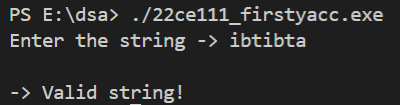 PS E:\dsa> ./22ce111_firstyacc.exe
Enter the string -> ibtibta
-> Valid string!